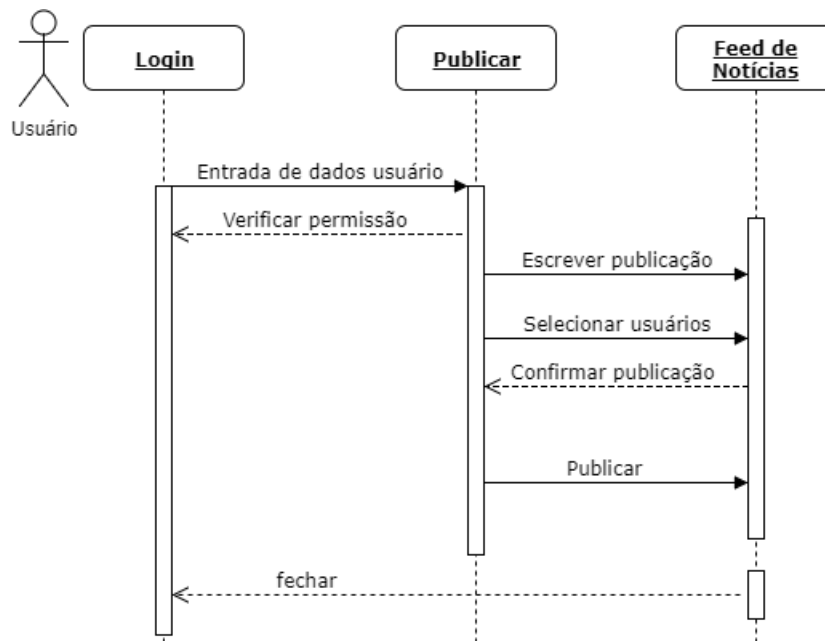 Login
Publicar
Feed de
Notícias
Usuário
Entrada de dados usuário
Verificar permissão
Escrever publicação
Selecionar usuários
Confirmar publicação
Publicar
fechar